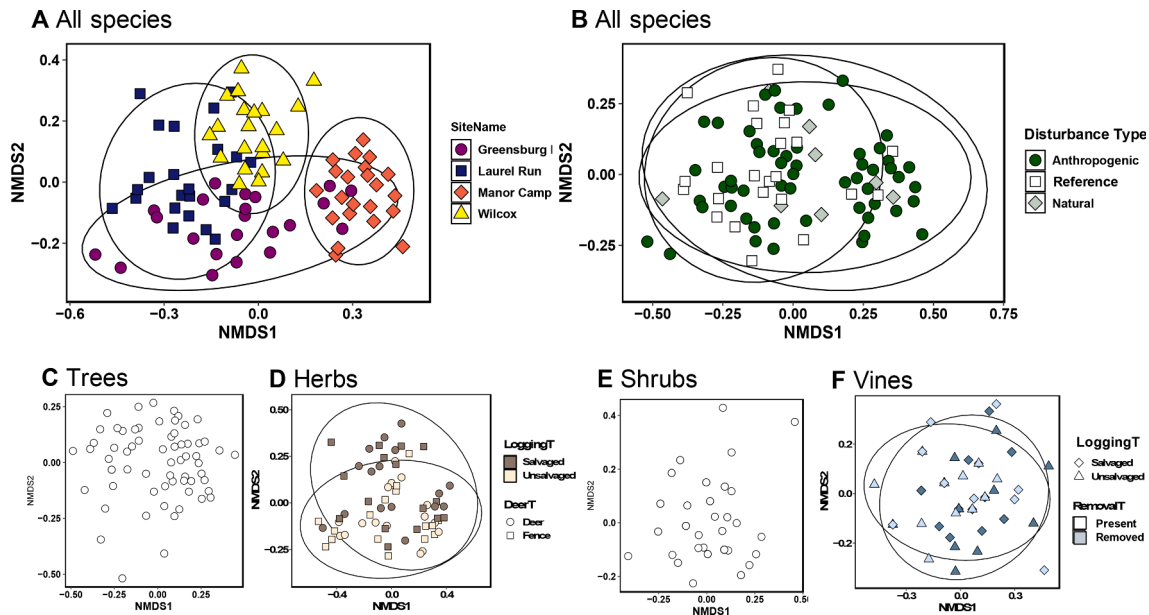 A All species
0.4
0.2
0.0
−0.2
NMDS2
−0.6
−0.3
0.0
0.3
NMDS1
SiteName
Greensburg
Laurel Run
Manor Camp
Wilcox
B All species
0.25
0.00
−0.25
NMDS2
−0.50
−0.25
0.00
0.25
0.50
0.75
NMDS1
Disturbance Type
Anthropogenic
Reference
Natural
C Trees
0.25
0.00
−0.25
−0.50
NMDS2
−0.50
−0.25
0.00
0.25
NMDS1
D Herbs
0.50
0.25
0.00
−0.25
NMDS2
−0.4
0.0
0.4
NMDS1
LoggingT
Salvaged
Unsalvaged
DeerT
Deer
Fence
E Shrubs
0.4
0.2
0.0
−0.2
NMDS2
−0.25
0.00
0.25
NMDS1
F Vines
0.2
0.0
−0.2
NMDS2
−0.3
0.0
0.3
NMDS1
LoggingT
Salvaged
Unsalvaged
RemovalT
Present
Removed